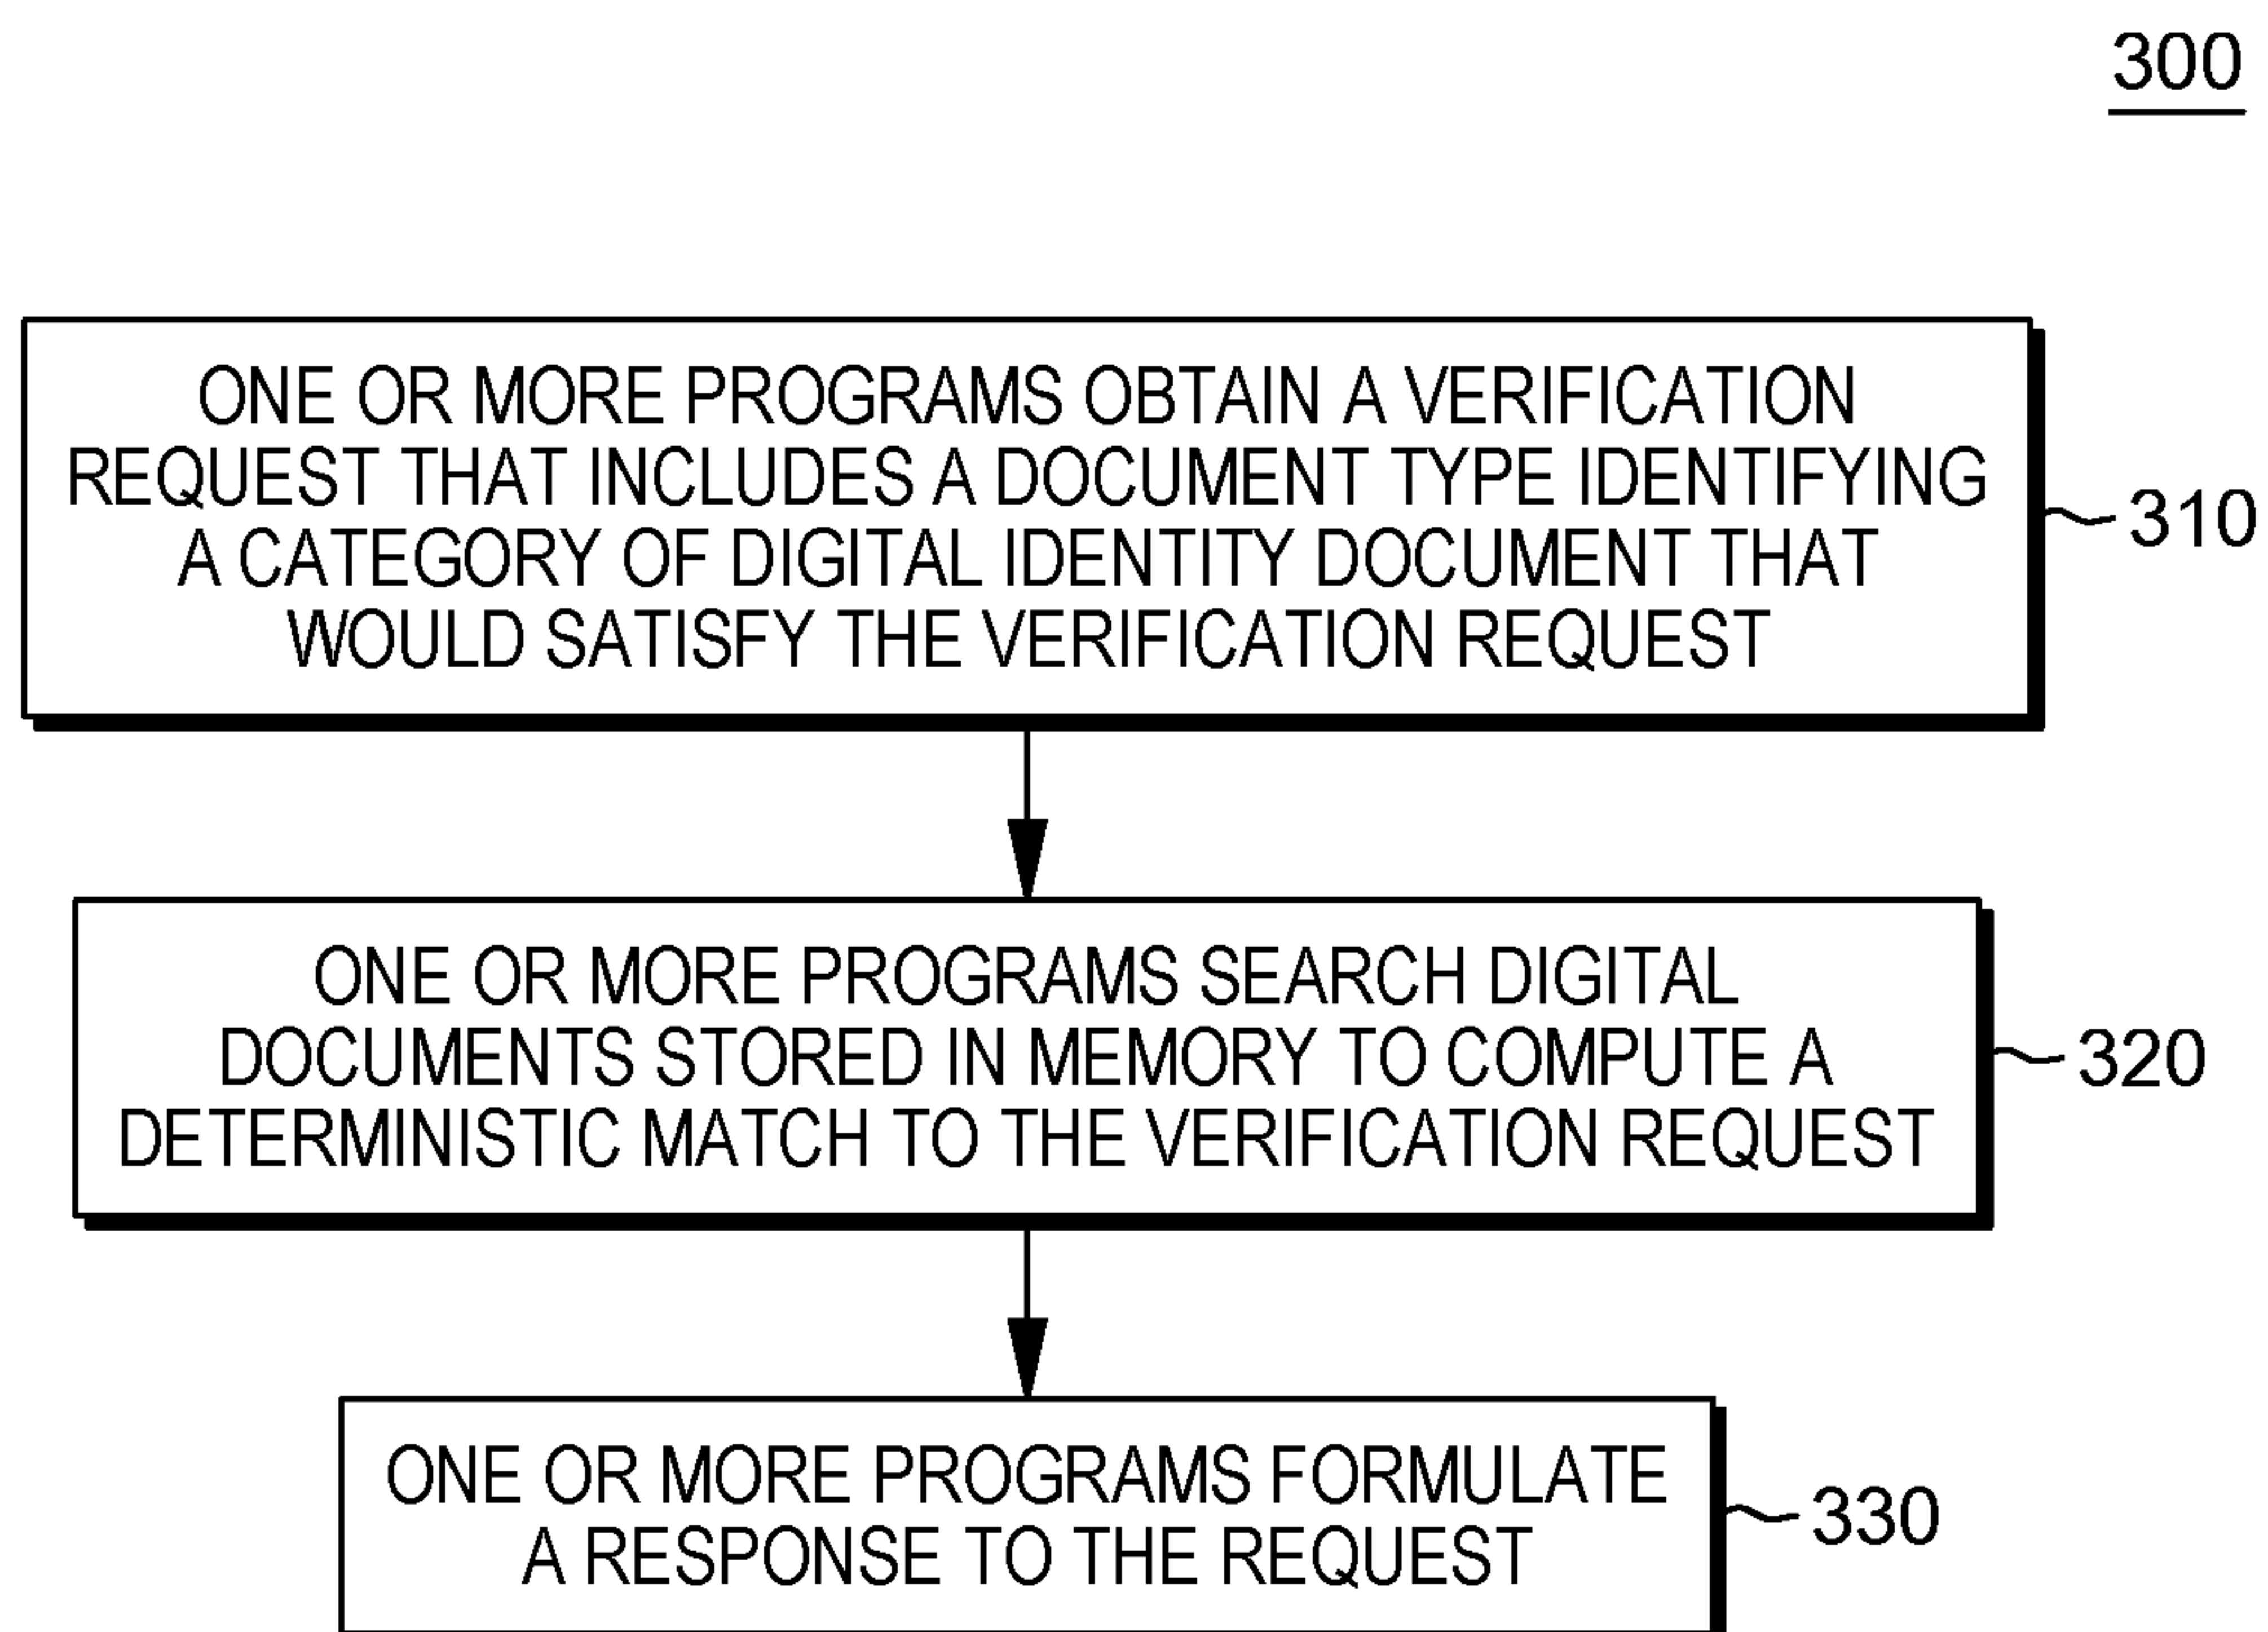 300
ONE OR MORE PROGRAMS OBTAIN A VERIFICATION
REQUEST THAT INCLUDES A DOCUMENT TYPE IDENTIFYING
A CATEGORY OF DIGITAL IDENTITY DOCUMENT THAT
WOULD SATISFY THE VERIFICATION REQUEST
310
ONE OR MORE PROGRAMS SEARCH DIGITAL
DOCUMENTS STORED IN MEMORY TO COMPUTE A
DETERMINISTIC MATCH TO THE VERIFICATION REQUEST
320
ONE OR MORE PROGRAMS FORMULATE
A RESPONSE TO THE REQUEST
330